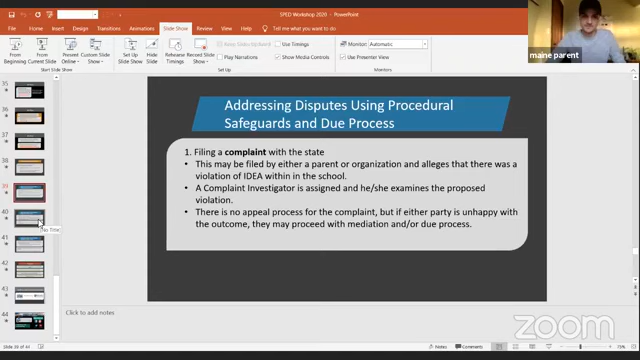 SPED Workshop 2020 - PowerPoint
File
Home
Insert
Design
Transitions
Animations
Slide Show
Review
View
Help
Tell me what you want to do
From Beginning
From Current Slide
Present Online
Custom Slide Show
Set Up Slide Show
Hide Slide
Rehearse Timings
Record Slide Show
Play Narrations
Use Timings
Show Media Controls
Monitor: Automatic
Use Presenter View
Start Slide Show
Set Up
Monitors
maine parent
35
36
37
38
39
40
41
42
43
44
No Title
Addressing Disputes Using Procedural
Safeguards and Due Process
1. Filing a complaint with the state
• This may be filed by either a parent or organization and alleges that there was a
violation of IDEA within in the school.
• A Complaint Investigator is assigned and he/she examines the proposed
violation.
• There is no appeal process for the complaint, but if either party is unhappy with
the outcome, they may proceed with mediation and/or due process.
Click to add notes
zoom
Notes
Comments
75%